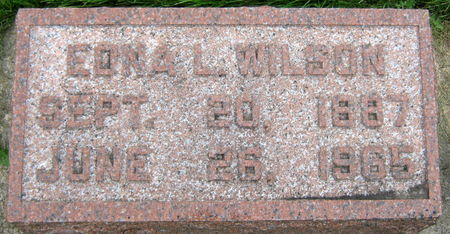 EDNA L. WILSON
SEPT. 20, 1887
JUNE 26, 1965